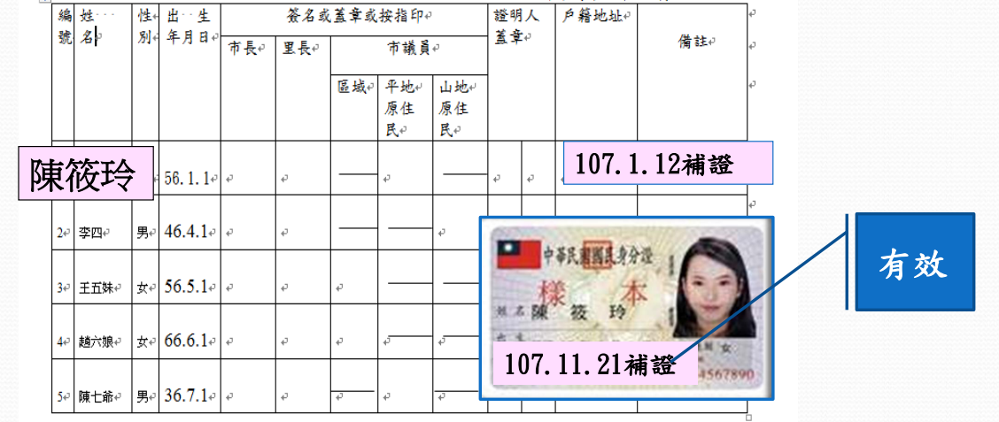 編號 姓 名 性別 出 生年月日 簽名或蓋章或按指印 證明人蓋章 戶籍地址 備註
市長 里長 市議員
區域 平地原住民 山地原住民
陳筱玲 56.1.1 107.1.12補證
2 李四 男 46.4.1
3 王五妹 女 56.5.1
4 趙六娘 女 66.6.1
5 陳七爺 男 36.7.1
中華民國國民身分證
樣本
姓名 陳筱玲
女
107.11.21補證
4567890
有效